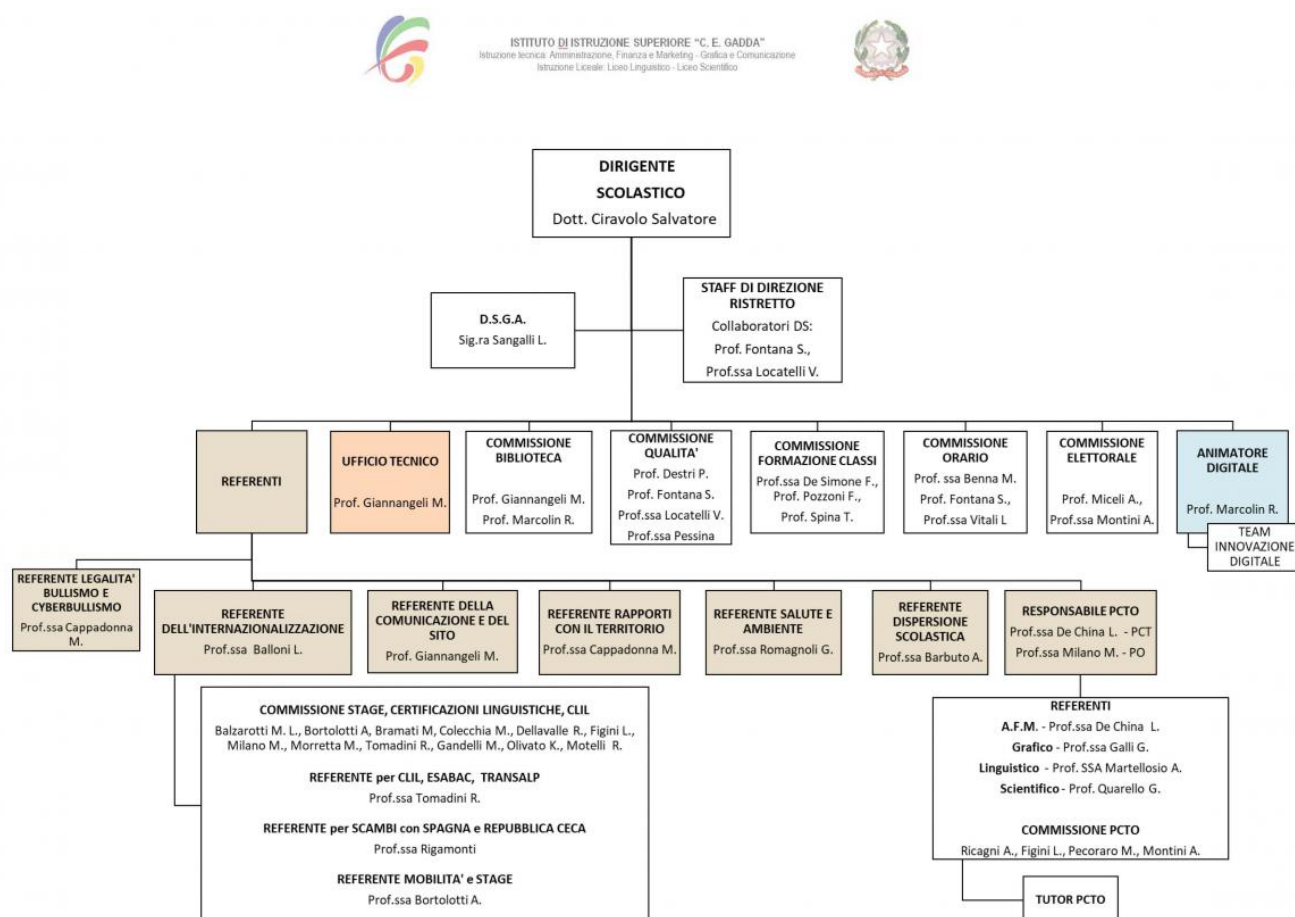 ISTITUTO DI ISTRUZIONE SUPERIORE "C. E. GADDA"
Istruzione tecnica: Amministrazione, Finanza e Marketing - Grafica e Comunicazione
Istruzione Liceale: Liceo Linguistico - Liceo Scientifico
DIRIGENTE
SCOLASTICO
Dott. Ciravolo Salvatore
D.S.G.A.
Sig.ra Sangalli L.
STAFF DI DIREZIONE
RISTRETTO
Collaboratori DS:
Prof. Fontana S.,
Prof.ssa Locatelli V.
REFERENTI
UFFICIO TECNICO
Prof. Giannangeli M.
COMMISSIONE
BIBLIOTECA
Prof. Giannangeli M.
Prof. Marcolin R.
COMMISSIONE
QUALITA'
Prof. Destri P.
Prof. Fontana S.
Prof.ssa Locatelli V.
Prof.ssa Pessina
COMMISSIONE
FORMAZIONE CLASSI
Prof.ssa De Simone F.,
Prof. Pozzoni F.,
Prof. Spina T.
COMMISSIONE
ORARIO
Prof. ssa Benna M.
Prof. Fontana S.,
Prof.ssa Vitali L
COMMISSIONE
ELETTORALE
Prof. Miceli A.,
Prof.ssa Montini A.
ANIMATORE
DIGITALE
Prof. Marcolin R.
TEAM
INNOVAZIONE
DIGITALE
REFERENTE LEGALITA'
BULLISMO E
CYBERBULLISMO
Prof.ssa Cappadonna
M.
REFERENTE
DELL'INTERNAZIONALIZZAZIONE
Prof.ssa Balloni L.
REFERENTE DELLA
COMUNICAZIONE E DEL
SITO
Prof. Giannangeli M.
REFERENTE RAPPORTI
CON IL TERRITORIO
Prof.ssa Cappadonna M.
REFERENTE SALUTE E
AMBIENTE
Prof.ssa Romagnoli G.
REFERENTE
DISPERSIONE
SCOLASTICA
Prof.ssa Barbuto A.
RESPONSABILE PCTO
Prof.ssa De China L. - PCT
Prof.ssa Milano M. - PO
COMMISSIONE STAGE, CERTIFICAZIONI LINGUISTICHE, CLIL
Balzarotti M. L., Bortolotti A, Bramati M, Colecchia M., Dellavalle R., Figini L.,
Milano M., Morretta M., Tomadini R., Gandelli M., Olivato K., Motelli R.
REFERENTE per CLIL, ESABAC, TRANSALP
Prof.ssa Tomadini R.
REFERENTE per SCAMBI con SPAGNA e REPUBBLICA CECA
Prof.ssa Rigamonti
REFERENTE MOBILITA' e STAGE
Prof.ssa Bortolotti A.
REFERENTI
A.F.M. - Prof.ssa De China L.
Grafico - Prof.ssa Galli G.
Linguistico - Prof. SSA Martellosio A.
Scientifico - Prof. Quarello G.
COMMISSIONE PCTO
Ricagni A., Figini L., Pecoraro M., Montini A.
TUTOR PCTO